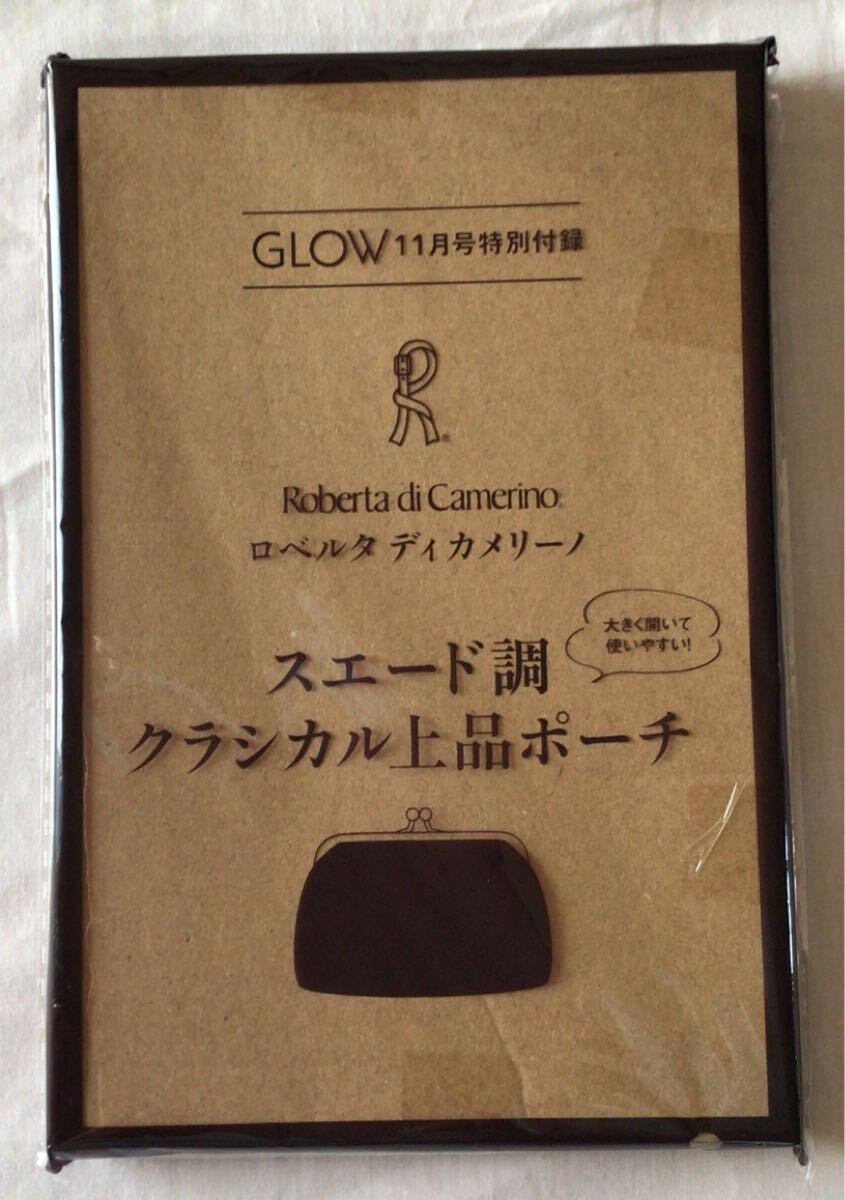 GLOW 11月号特別付録
R®
Roberta di Camerino®
ロベルタ ディ カメリーノ
大きく開いて
使いやすい!
スエード調
クラシカル上品ポーチ